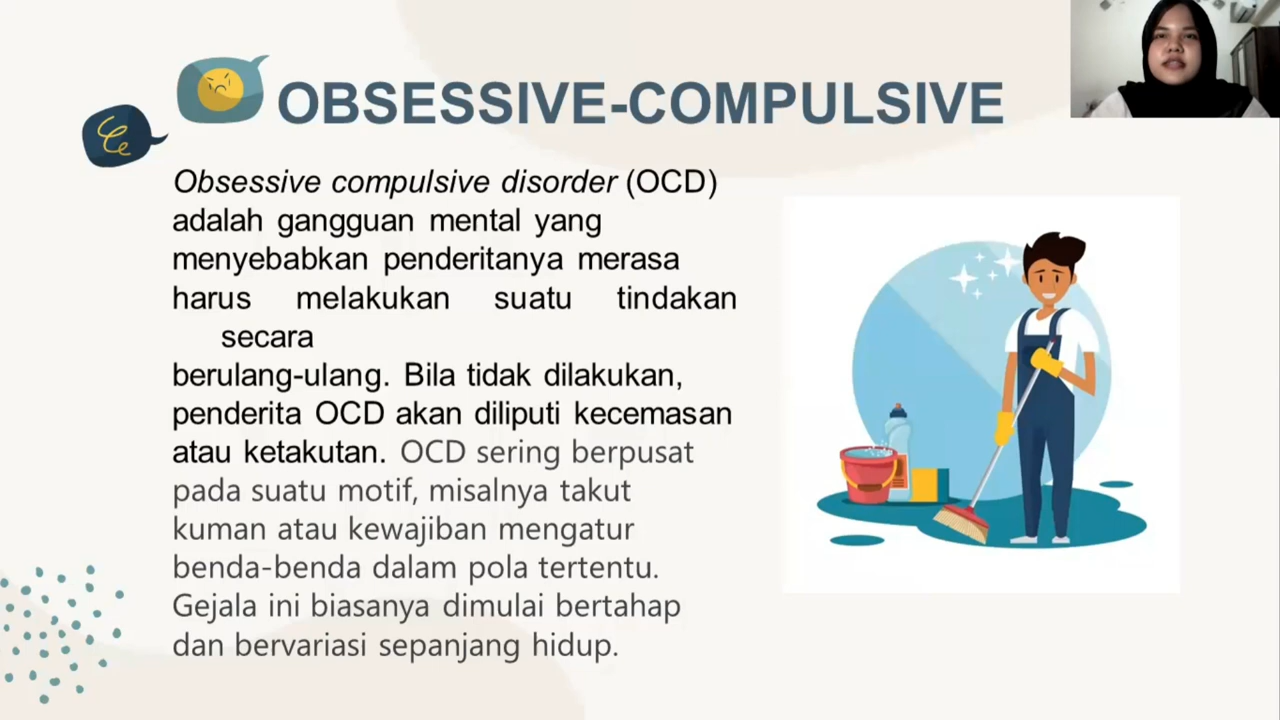 OBSESSIVE-COMPULSIVE
Obsessive compulsive disorder (OCD)
adalah gangguan mental yang
menyebabkan penderitanya merasa
harus melakukan suatu tindakan
secara
berulang-ulang. Bila tidak dilakukan,
penderita OCD akan diliputi kecemasan
atau ketakutan. OCD sering berpusat
pada suatu motif, misalnya takut
kuman atau kewajiban mengatur
benda-benda dalam pola tertentu.
Gejala ini biasanya dimulai bertahap
dan bervariasi sepanjang hidup.